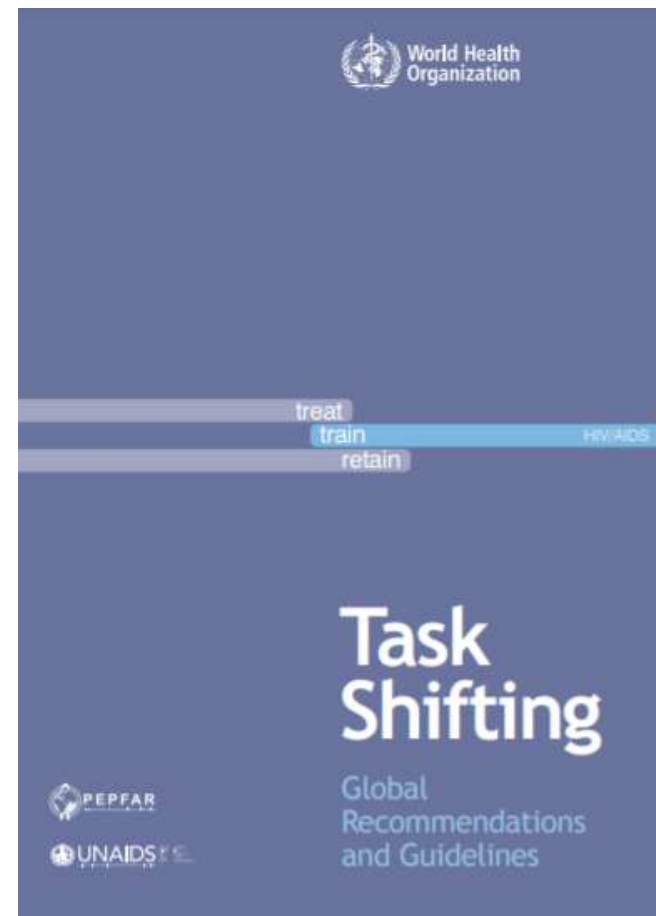 World Health
Organization
treat
train
HIV/AIDS
retain
Task
Shifting
Global
Recommendations
and Guidelines
PEPFAR
UNAIDS